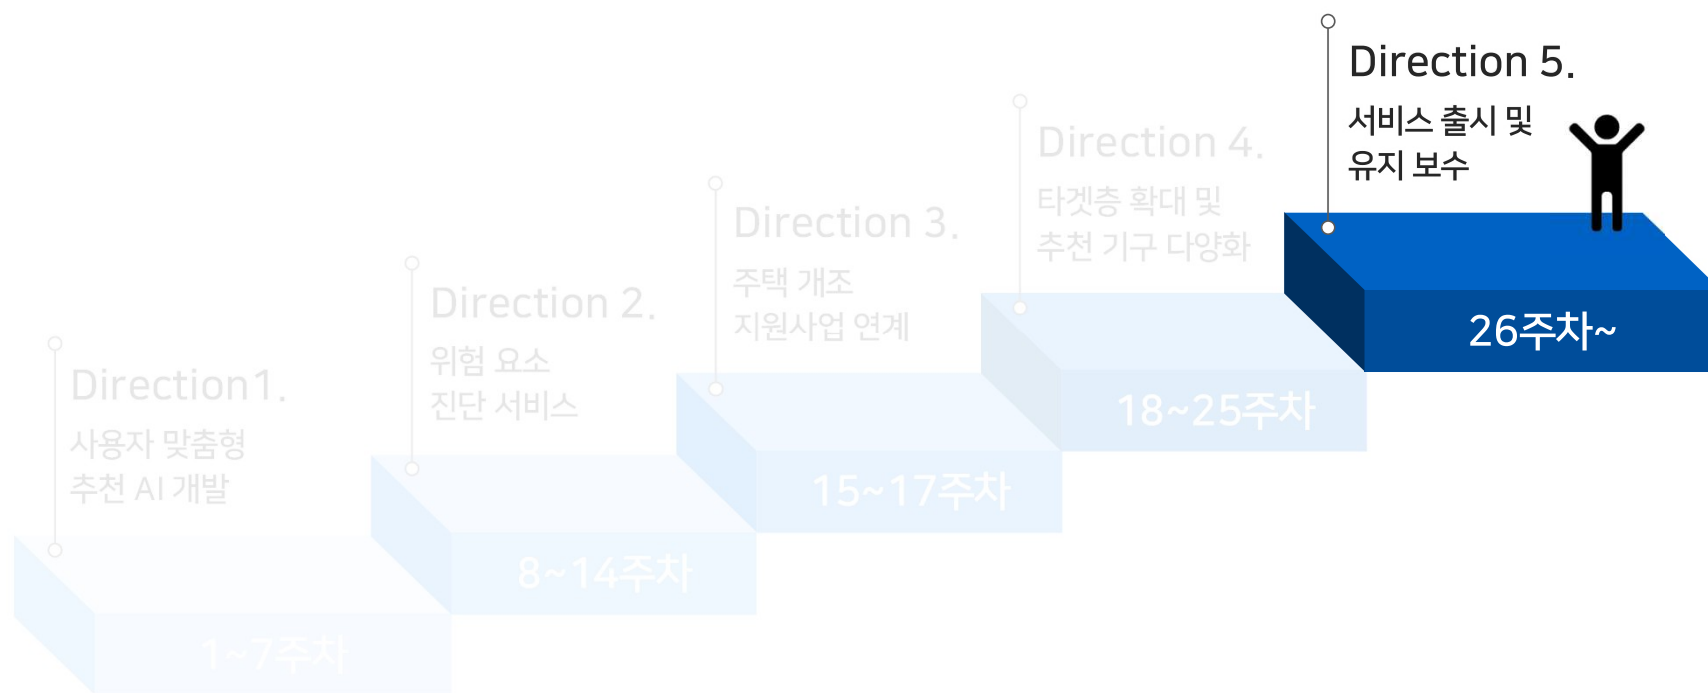 Direction1.
사용자 맞춤형
추천 AI 개발
1~7주차
Direction 2.
위험 요소
진단 서비스
8~14주차
Direction 3.
주택 개조
지원사업 연계
15~17주차
Direction 4.
타겟층 확대 및
추천 기구 다양화
18~25주차
Direction 5.
서비스 출시 및
유지 보수
26주차~